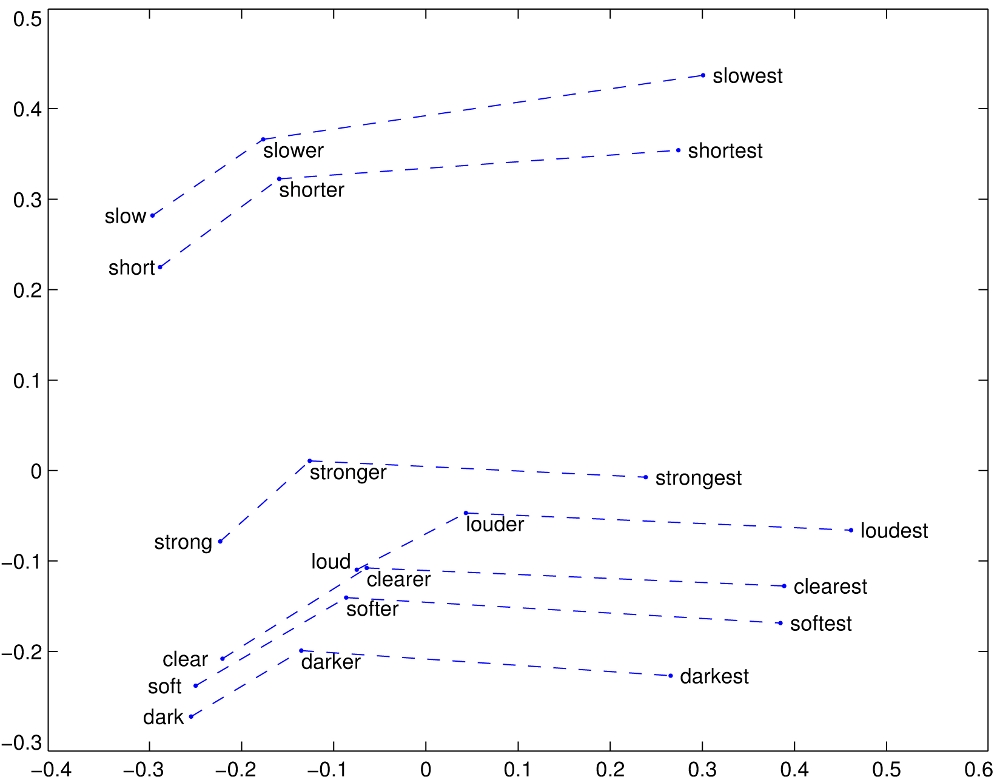 0.5
slowest
0.4
slower
shortest
0.3
shorter
slow
short
0.2
0.1
0
stronger
strongest
strong
louder
loudest
loud
−0.1
clearer
clearest
softer
softest
−0.2
clear
darker
darkest
soft
dark
−0.3
−0.4 −0.3 −0.2 −0.1 0 0.1 0.2 0.3 0.4 0.5 0.6